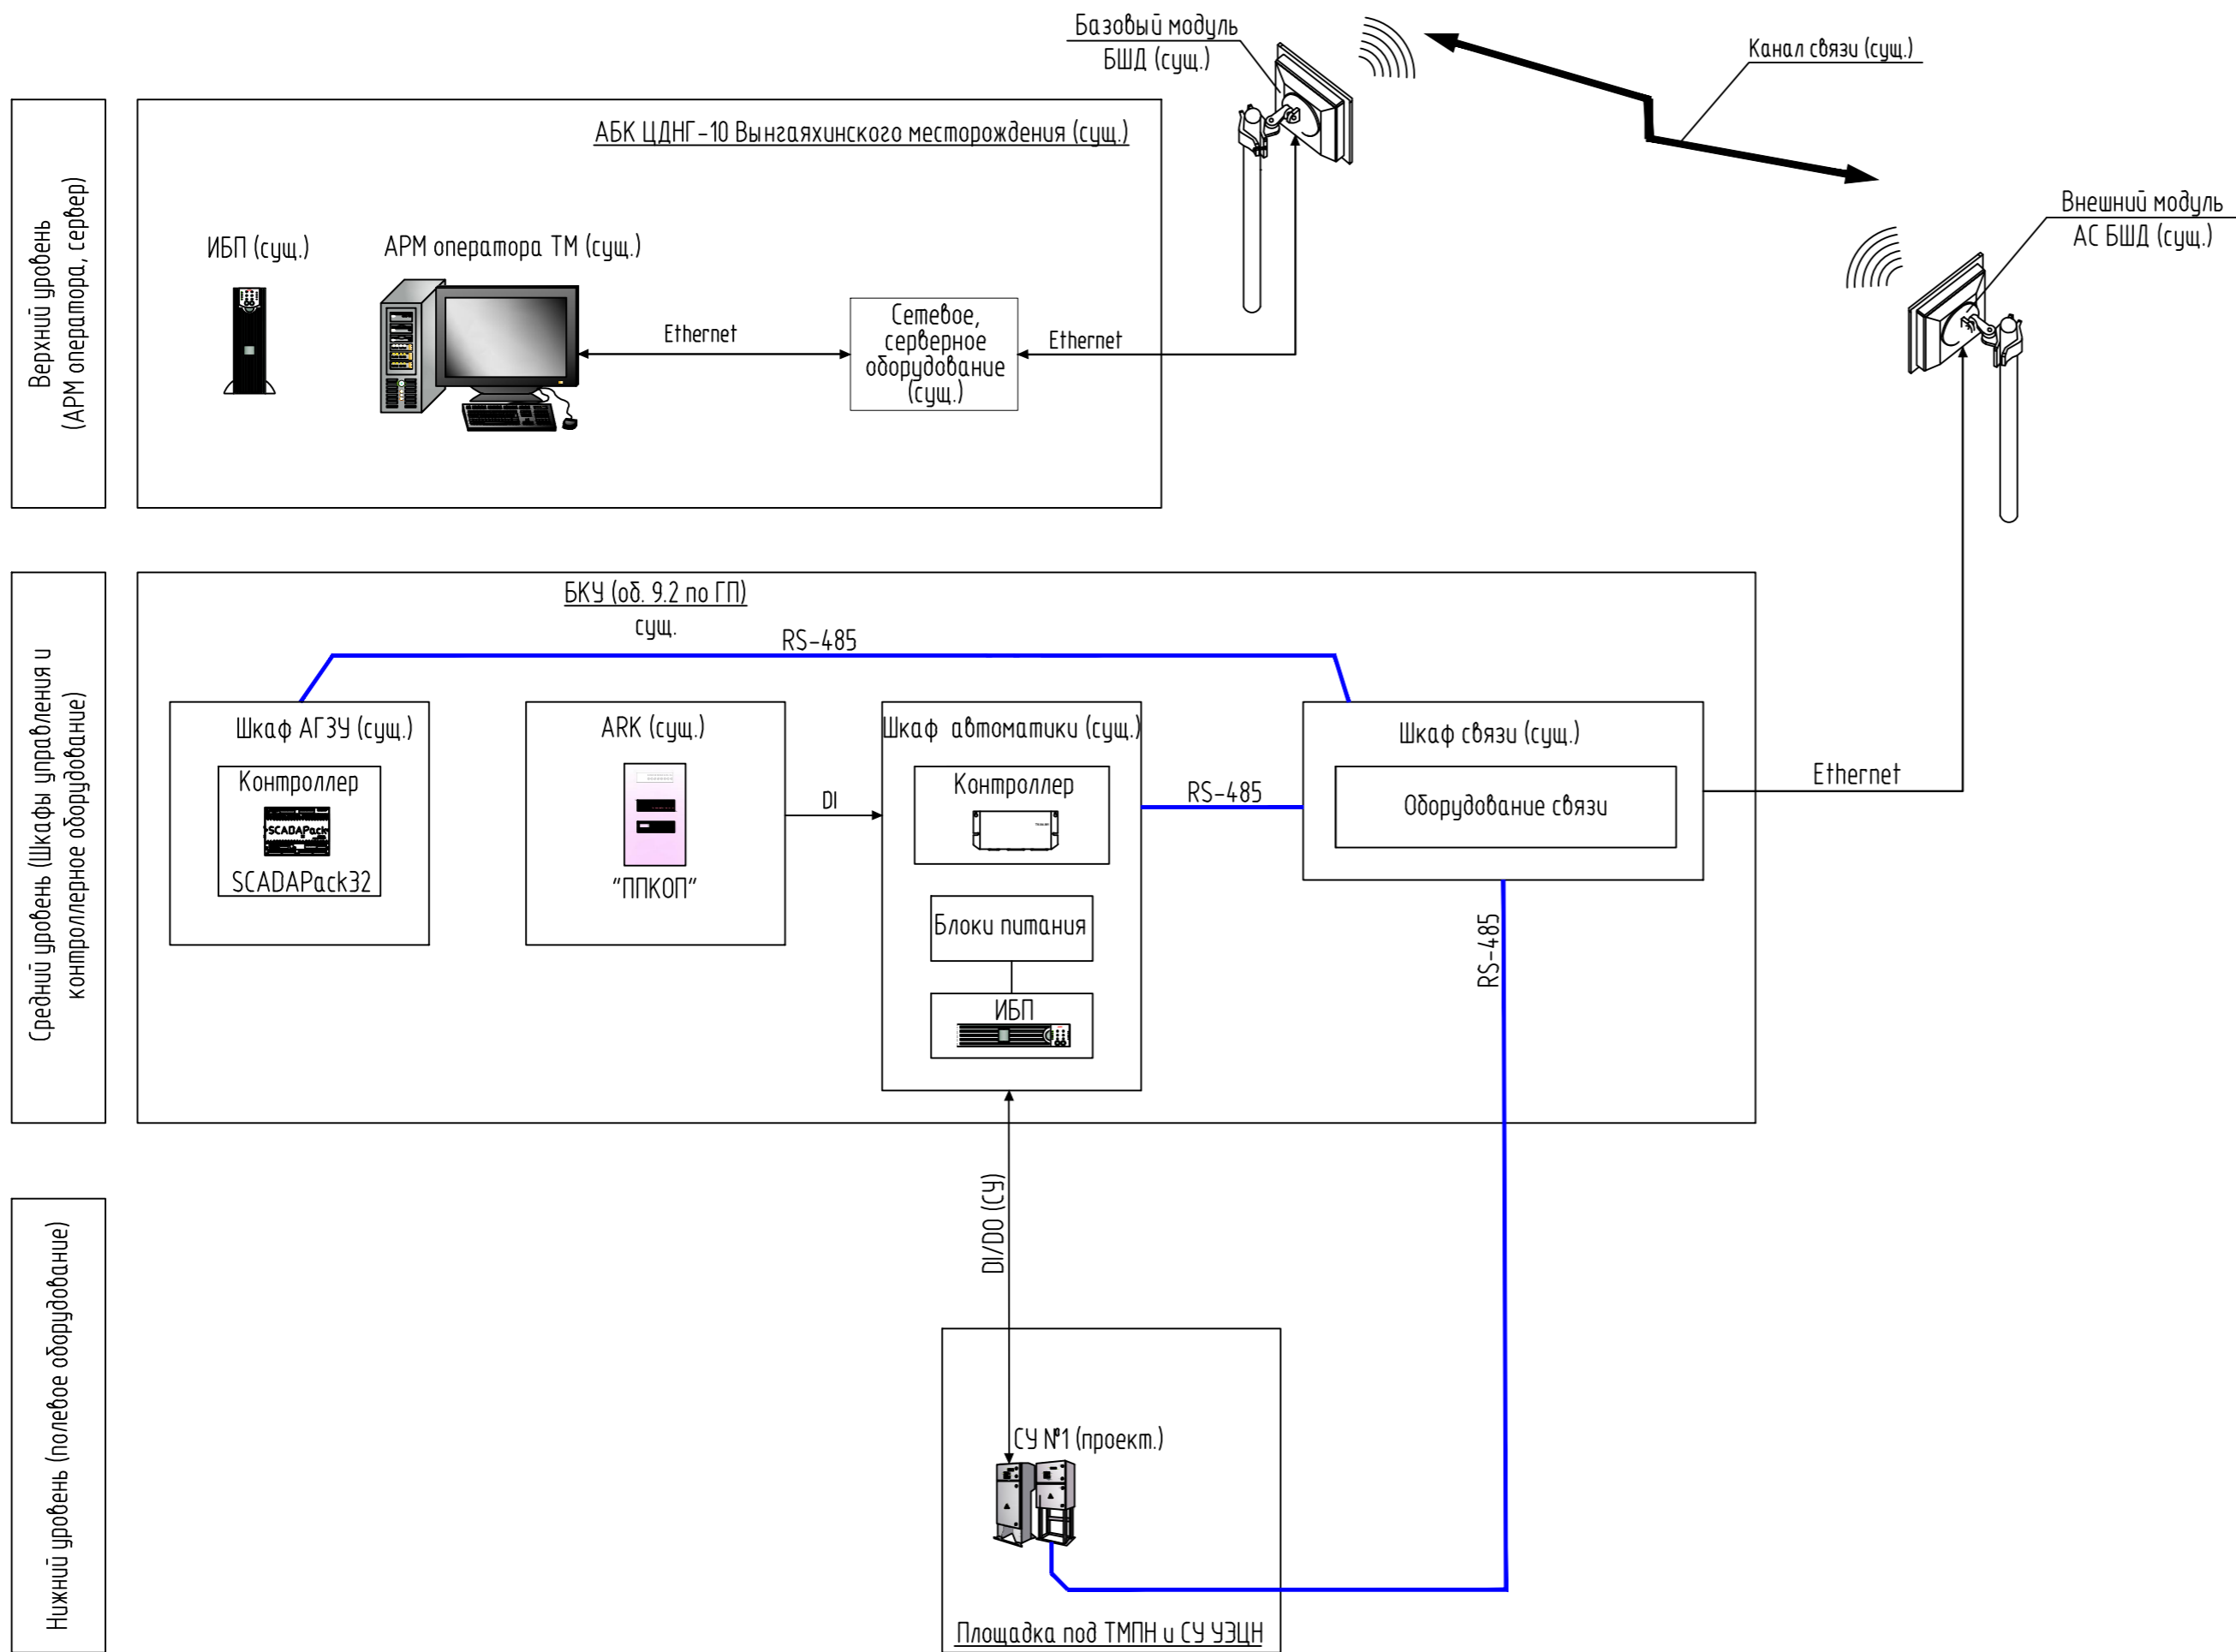 Базовый модуль
БШД (сущ.)
Канал связи (сущ.)
Внешний модуль
АС БШД (сущ.)
Верхний уровень
(АРМ оператора, сервер)
АБК ЦДНГ-10 Вынгаяхинского месторождения (сущ.)
ИБП (сущ.)
АРМ оператора ТМ (сущ.)
Ethernet
Сетевое,
серверное
оборудование
(сущ.)
Ethernet
Средний уровень (Шкафы управления и
контроллерное оборудование)
БКУ (об. 9.2 по ГП)
сущ.
RS-485
Шкаф АГЗУ (сущ.)
Контроллер
SCADAPack
SCADAPack32
ARK (сущ.)
"ППКОП"
DI
Шкаф автоматики (сущ.)
Контроллер
Блоки питания
ИБП
RS-485
Шкаф связи (сущ.)
Оборудование связи
Ethernet
RS-485
DI/DO (СУ)
Нижний уровень (полевое оборудование)
СУ №1 (проект.)
Площадка под ТМПН и СУ УЭЦН